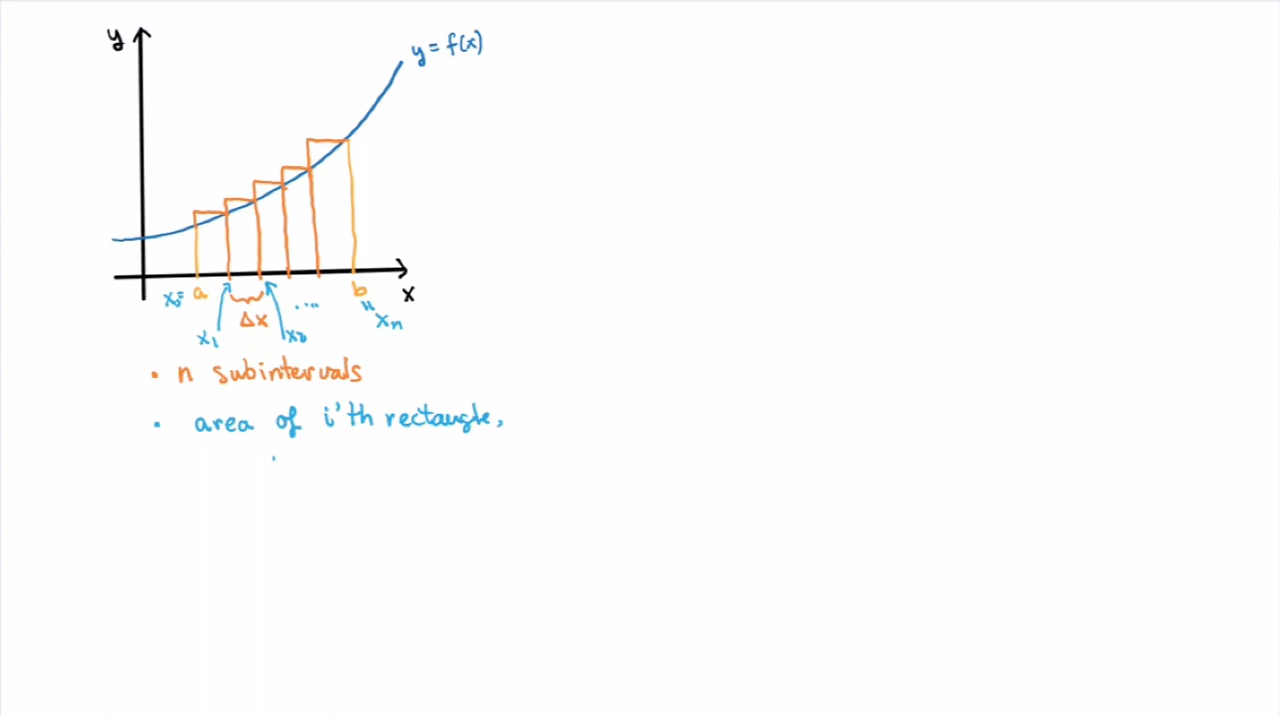 y
y = f(x)
x₀= a
b
x
"
xₙ
....
Δx
x₁
x₂
• n subintervals
• area of i'th rectangle,